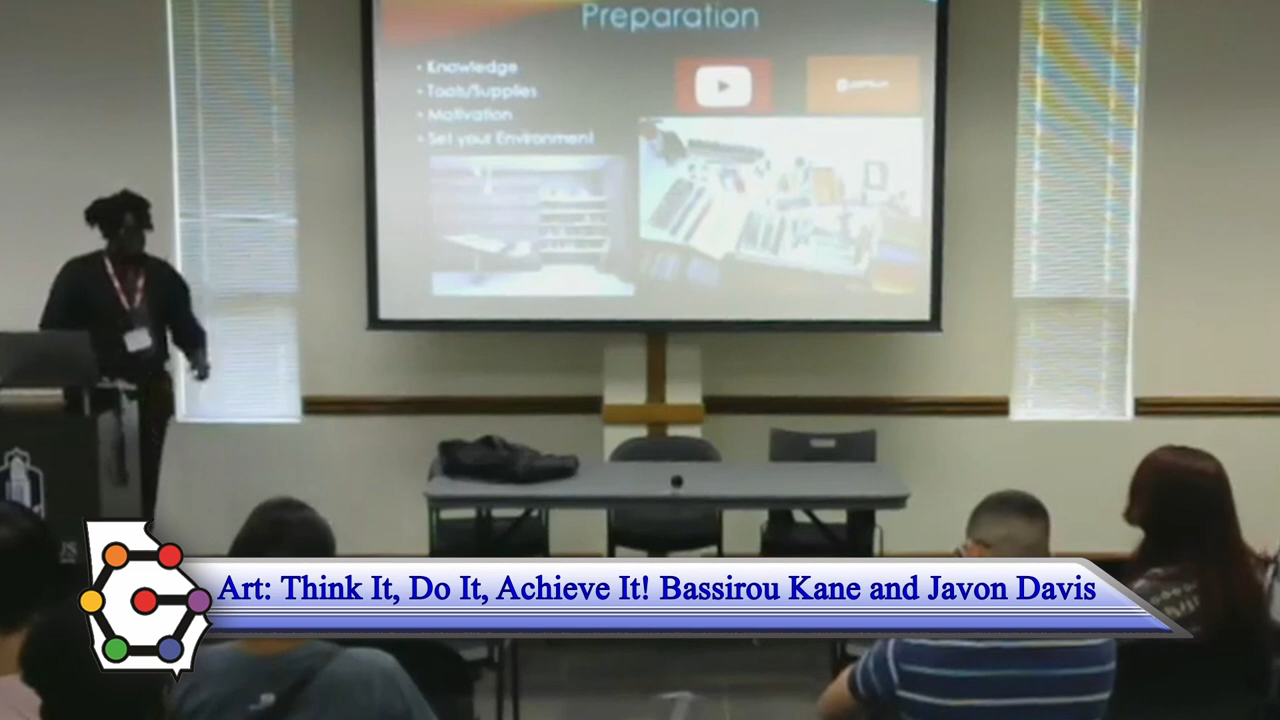 Preparation
• Knowledge
• Tools/Supplies
• Motivation
• Set your Environment
Art: Think It, Do It, Achieve It! Bassirou Kane and Javon Davis